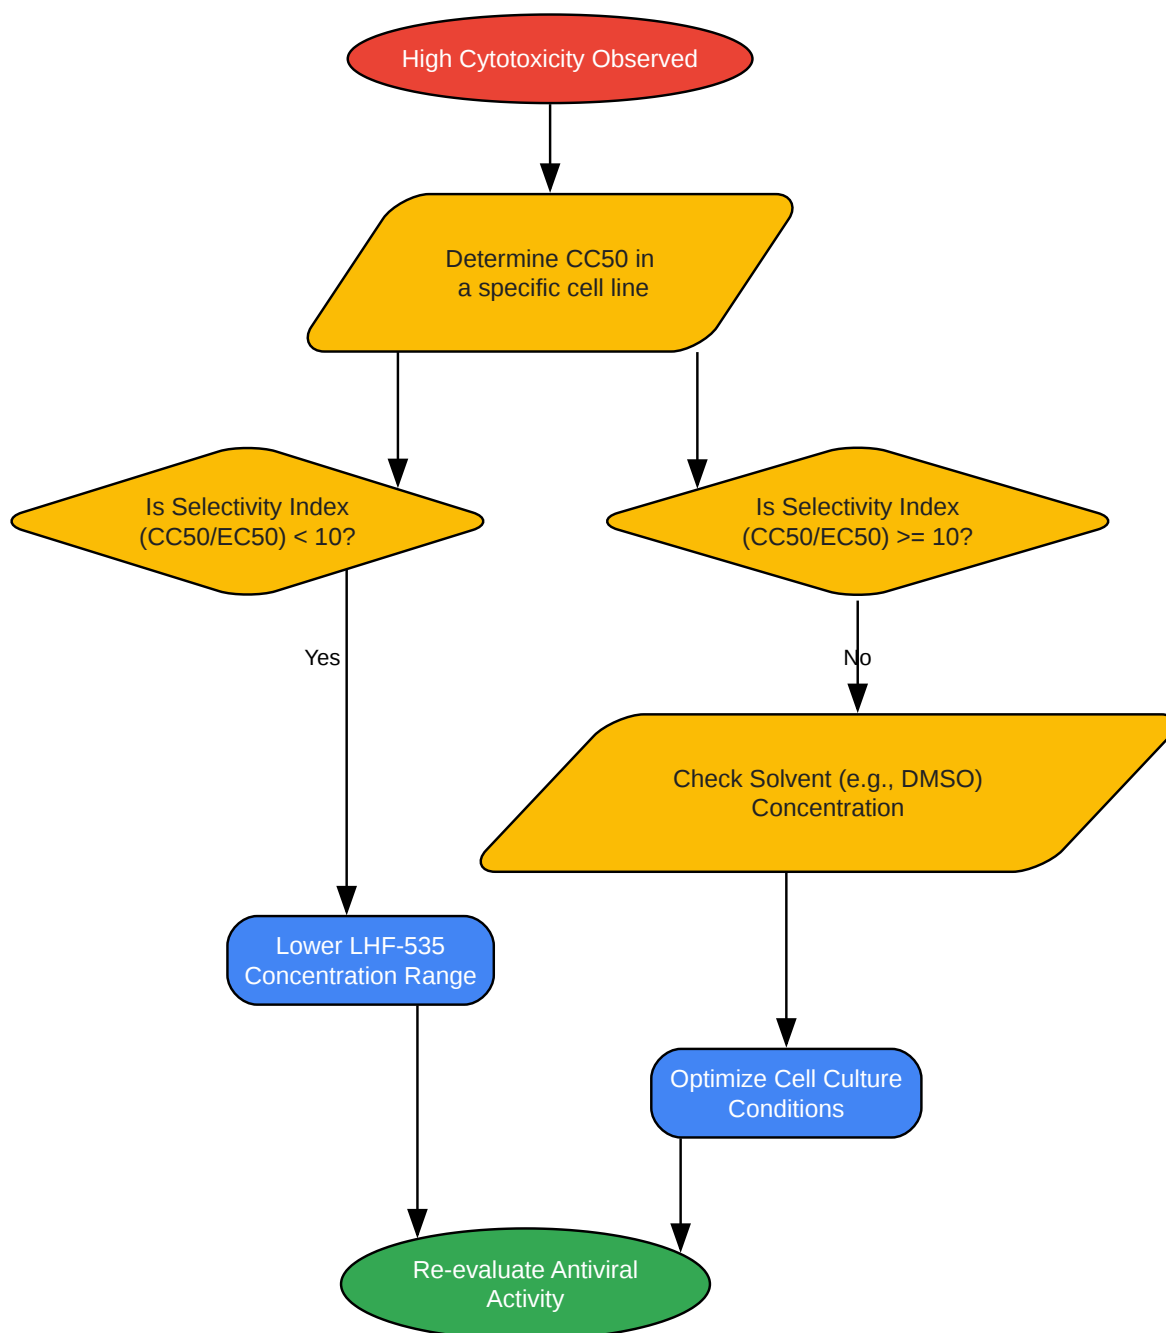 High Cytotoxicity Observed
Determine CC50 in
a specific cell line
Is Selectivity Index
(CC50/EC50) < 10?
Is Selectivity Index
(CC50/EC50) >= 10?
Yes
No
Check Solvent (e.g., DMSO)
Concentration
Lower LHF-535
Concentration Range
Optimize Cell Culture
Conditions
Re-evaluate Antiviral
Activity